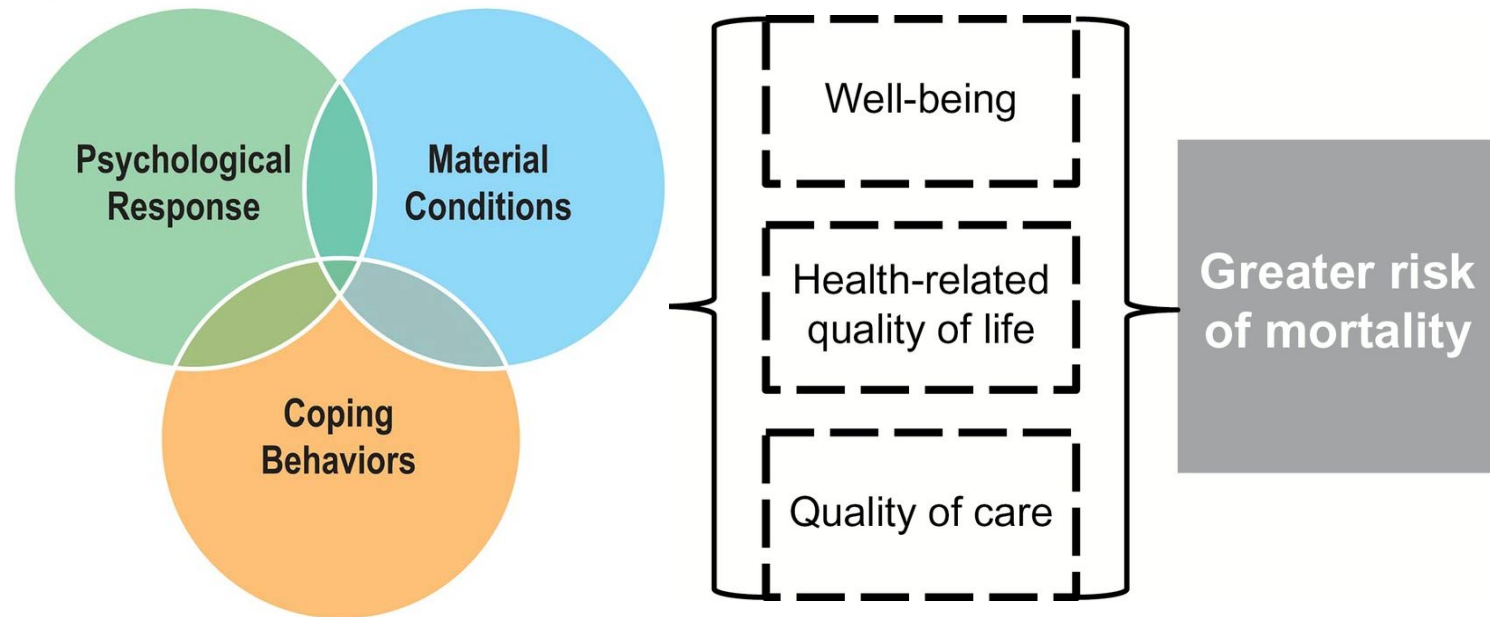 Psychological
Response
Material
Conditions
Coping
Behaviors
Well-being
Health-related
quality of life
Quality of care
Greater risk
of mortality